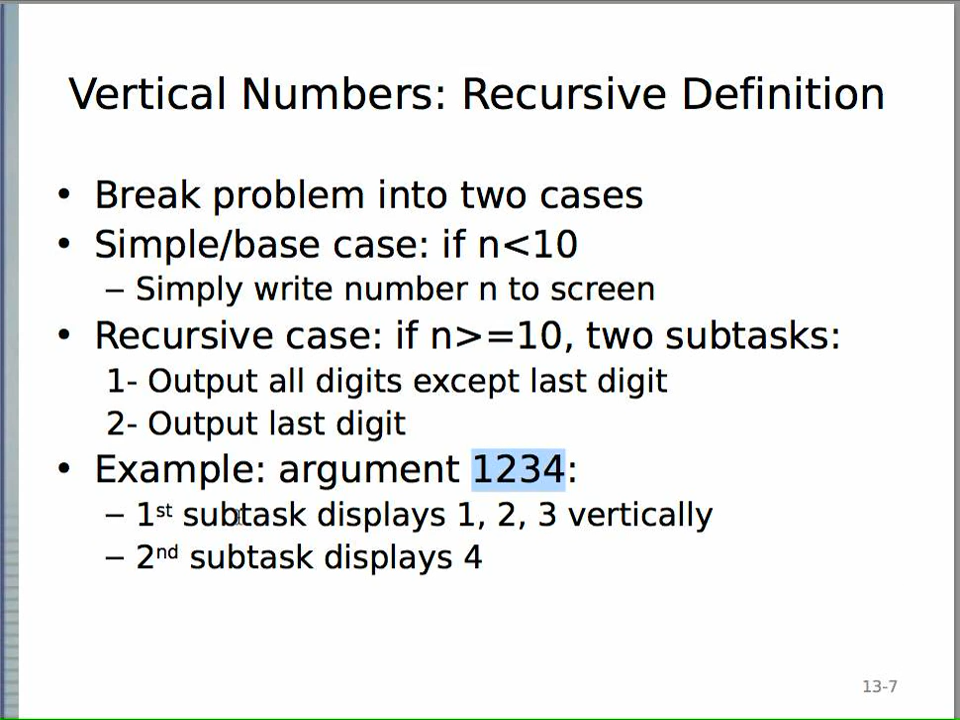 Vertical Numbers: Recursive Definition
• Break problem into two cases
• Simple/base case: if n<10
– Simply write number n to screen
• Recursive case: if n>=10, two subtasks:
1- Output all digits except last digit
2- Output last digit
• Example: argument 1234:
– 1st subtask displays 1, 2, 3 vertically
– 2nd subtask displays 4
13-7